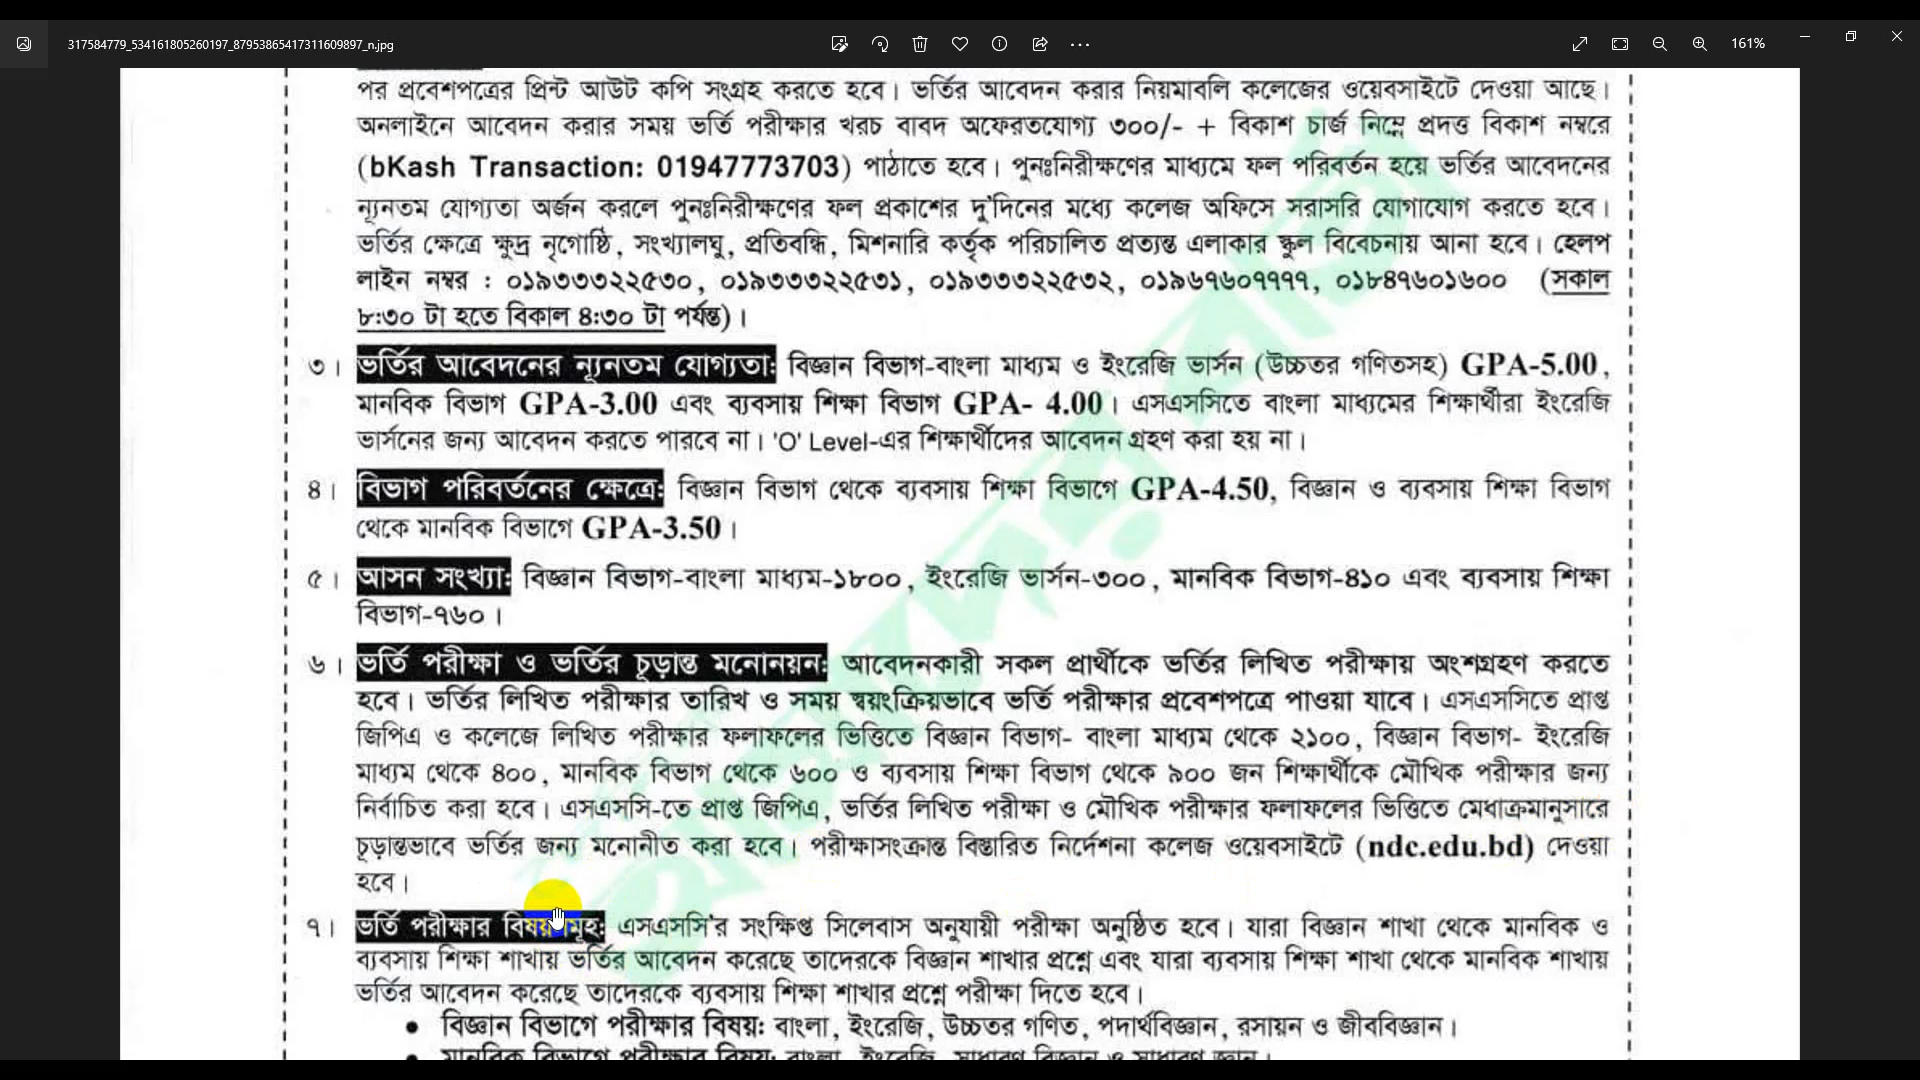 317584779_534161805260197_87953865417311609897_n.jpg
161%
পর প্রবেশপত্রের প্রিন্ট আউট কপি সংগ্রহ করতে হবে। ভর্তির আবেদন করার নিয়মাবলি কলেজের ওয়েবসাইটে দেওয়া আছে।
অনলাইনে আবেদন করার সময় ভর্তি পরীক্ষার খরচ বাবদ অফেরতযোগ্য ৩০০/- + বিকাশ চার্জ নিম্নে প্রদত্ত বিকাশ নম্বরে
(bKash Transaction: 01947773703) পাঠাতে হবে। পুনঃনিরীক্ষণের মাধ্যমে ফল পরিবর্তন হয়ে ভর্তির আবেদনের
ন্যূনতম যোগ্যতা অর্জন করলে পুনঃনিরীক্ষণের ফল প্রকাশের দু'দিনের মধ্যে কলেজ অফিসে সরাসরি যোগাযোগ করতে হবে।
ভর্তির ক্ষেত্রে ক্ষুদ্র নৃগোষ্ঠি, সংখ্যালঘু, প্রতিবন্ধি, মিশনারি কর্তৃক পরিচালিত প্রত্যন্ত এলাকার স্কুল বিবেচনায় আনা হবে। হেলপ
লাইন নম্বর : ০১৯৩৩৩২২৫৩০, ০১৯৩৩৩২২৫৩১, ০১৯৩৩৩২২৫৩২, ০১৯৬৭৬০৭৭৭৭, ০১৮৪৭৬০১৬০০ (সকাল
৮:৩০ টা হতে বিকাল ৪:৩০ টা পর্যন্ত)।
৩। ভর্তির আবেদনের ন্যূনতম যোগ্যতা: বিজ্ঞান বিভাগ-বাংলা মাধ্যম ও ইংরেজি ভার্সন (উচ্চতর গণিতসহ) GPA-5.00,
মানবিক বিভাগ GPA-3.00 এবং ব্যবসায় শিক্ষা বিভাগ GPA- 4.00। এসএসসিতে বাংলা মাধ্যমের শিক্ষার্থীরা ইংরেজি
ভার্সনের জন্য আবেদন করতে পারবে না। 'O' Level-এর শিক্ষার্থীদের আবেদন গ্রহণ করা হয় না।
৪। বিভাগ পরিবর্তনের ক্ষেত্রে: বিজ্ঞান বিভাগ থেকে ব্যবসায় শিক্ষা বিভাগে GPA-4.50, বিজ্ঞান ও ব্যবসায় শিক্ষা বিভাগ
থেকে মানবিক বিভাগে GPA-3.50।
৫। আসন সংখ্যা: বিজ্ঞান বিভাগ-বাংলা মাধ্যম-১৮০০, ইংরেজি ভার্সন-৩০০, মানবিক বিভাগ-৪১০ এবং ব্যবসায় শিক্ষা
বিভাগ-৭৬০।
৬। ভর্তি পরীক্ষা ও ভর্তির চূড়ান্ত মনোনয়ন: আবেদনকারী সকল প্রার্থীকে ভর্তির লিখিত পরীক্ষায় অংশগ্রহণ করতে
হবে। ভর্তির লিখিত পরীক্ষার তারিখ ও সময় স্বয়ংক্রিয়ভাবে ভর্তি পরীক্ষার প্রবেশপত্রে পাওয়া যাবে। এসএসসিতে প্রাপ্ত
জিপিএ ও কলেজে লিখিত পরীক্ষার ফলাফলের ভিত্তিতে বিজ্ঞান বিভাগ- বাংলা মাধ্যম থেকে ২১০০, বিজ্ঞান বিভাগ- ইংরেজি
মাধ্যম থেকে ৪০০, মানবিক বিভাগ থেকে ৬০০ ও ব্যবসায় শিক্ষা বিভাগ থেকে ৯০০ জন শিক্ষার্থীকে মৌখিক পরীক্ষার জন্য
নির্বাচিত করা হবে। এসএসসি-তে প্রাপ্ত জিপিএ, ভর্তির লিখিত পরীক্ষা ও মৌখিক পরীক্ষার ফলাফলের ভিত্তিতে মেধাক্রমানুসারে
চূড়ান্তভাবে ভর্তির জন্য মনোনীত করা হবে। পরীক্ষাসংক্রান্ত বিস্তারিত নির্দেশনা কলেজ ওয়েবসাইটে (ndc.edu.bd) দেওয়া
হবে।
৭। ভর্তি পরীক্ষার বিষয়সমূহ: এসএসসি'র সংক্ষিপ্ত সিলেবাস অনুযায়ী পরীক্ষা অনুষ্ঠিত হবে। যারা বিজ্ঞান শাখা থেকে মানবিক ও
ব্যবসায় শিক্ষা শাখায় ভর্তির আবেদন করেছে তাদেরকে বিজ্ঞান শাখার প্রশ্নে এবং যারা ব্যবসায় শিক্ষা শাখা থেকে মানবিক শাখায়
ভর্তির আবেদন করেছে তাদেরকে ব্যবসায় শিক্ষা শাখার প্রশ্নে পরীক্ষা দিতে হবে।
● বিজ্ঞান বিভাগে পরীক্ষার বিষয়: বাংলা, ইংরেজি, উচ্চতর গণিত, পদার্থবিজ্ঞান, রসায়ন ও জীববিজ্ঞান।
● মানবিক বিভাগে পরীক্ষার বিষয়: বাংলা, ইংরেজি, সাধারণ বিজ্ঞান ও সাধারণ জ্ঞান।